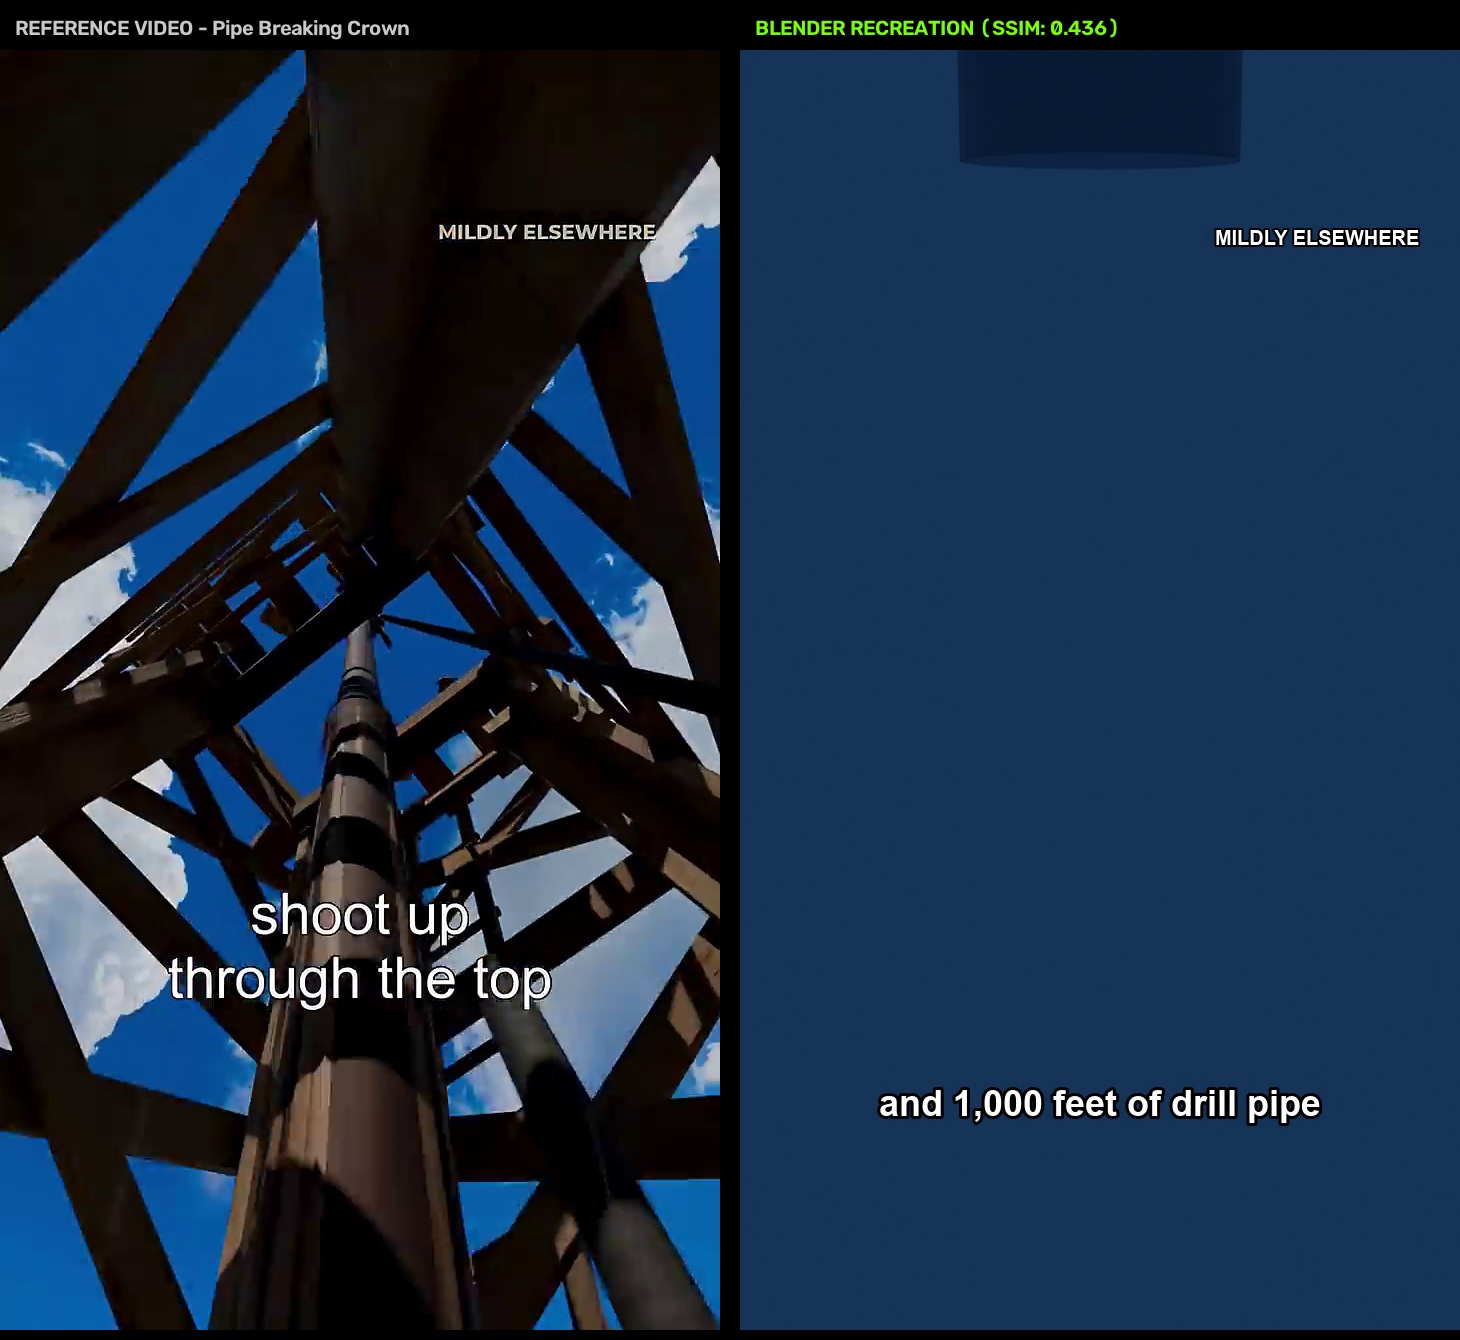 REFERENCE VIDEO - Pipe Breaking Crown
BLENDER RECREATION (SSIM: 0.436)
MILDLY ELSEWHERE
MILDLY ELSEWHERE
shoot up
through the top
and 1,000 feet of drill pipe